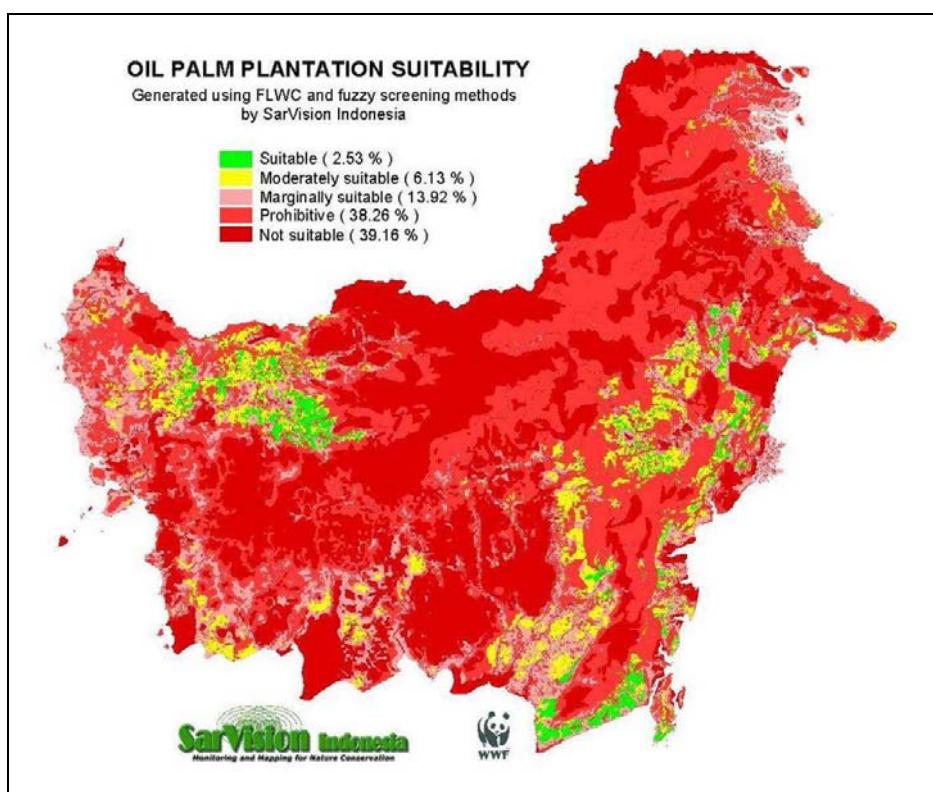 OIL PALM PLANTATION SUITABILITY
Generated using FLWC and fuzzy screening methods
by SarVision Indonesia
Suitable ( 2.53 % )
Moderately suitable ( 6.13 % )
Marginally suitable ( 13.92 % )
Prohibitive ( 38.26 % )
Not suitable ( 39.16 % )
SarVision Indonesia
Monitoring and Mapping for Nature Conservation
WWF